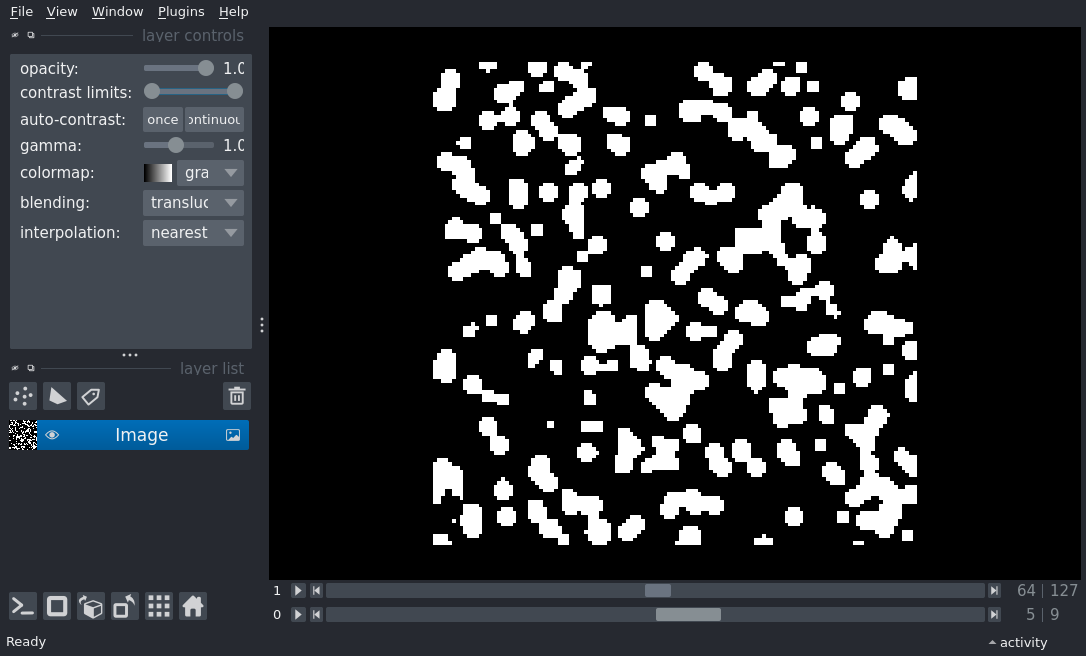 File View Window Plugins Help
layer controls
opacity: 1.0
contrast limits:
auto-contrast: once ontinuou
gamma: 1.0
colormap: gra
blending: transluc
interpolation: nearest
layer list
Image
1 64 127
0 5 9
Ready activity